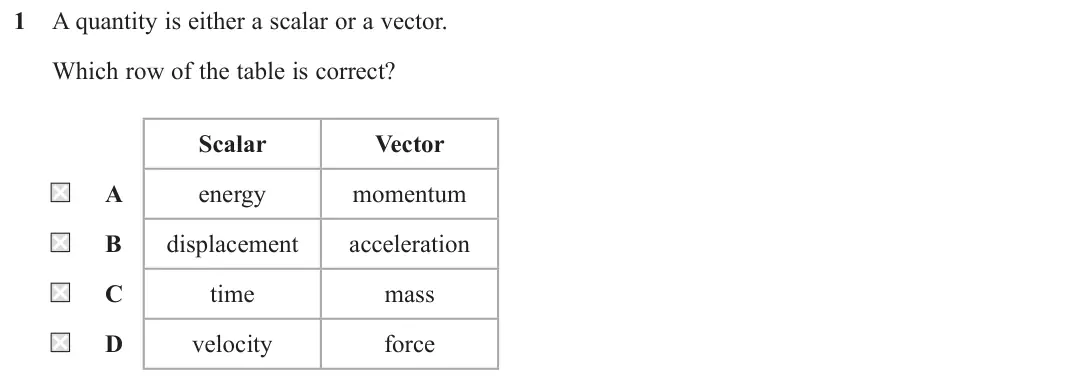 1 A quantity is either a scalar or a vector.
Which row of the table is correct?
Scalar Vector
A energy momentum
B displacement acceleration
C time mass
D velocity force